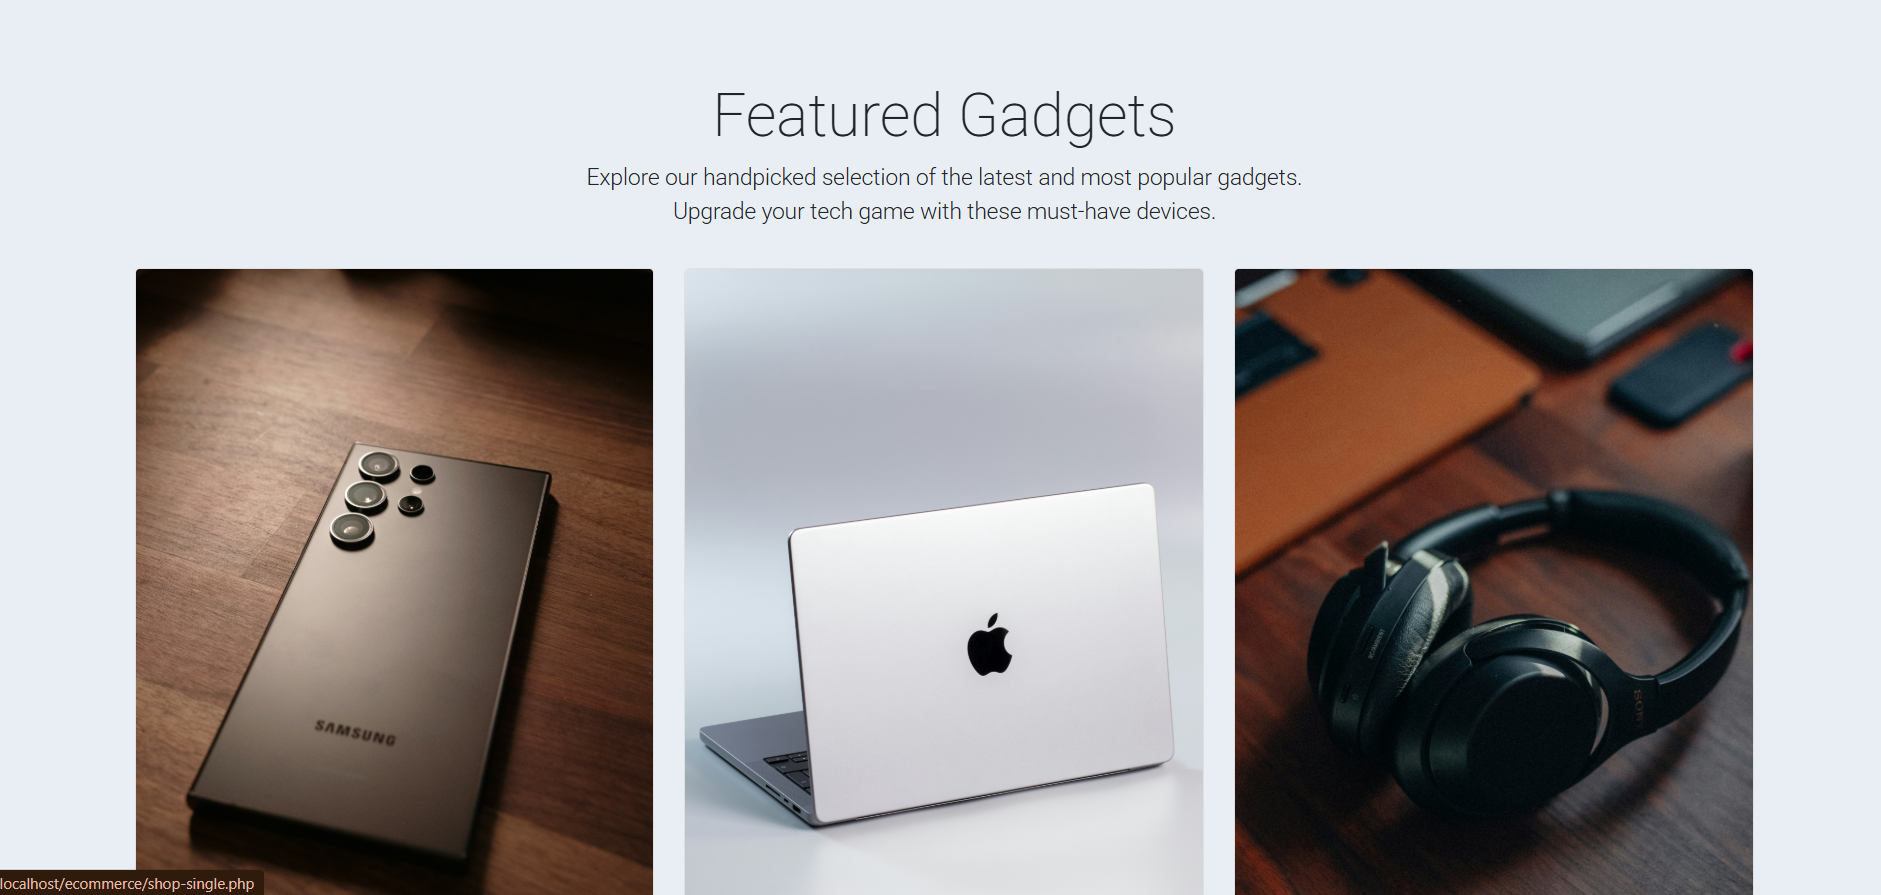 Featured Gadgets
Explore our handpicked selection of the latest and most popular gadgets.
Upgrade your tech game with these must-have devices.
SAMSUNG
SONY
localhost/ecommerce/shop-single.php